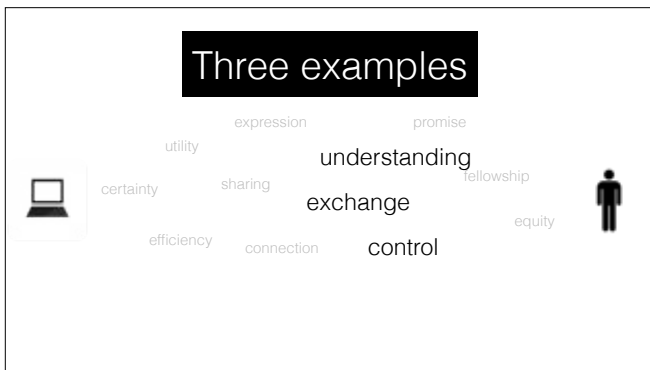 Three examples
expression promise
utility
understanding
fellowship
sharing
certainty
exchange
equity
efficiency
connection control